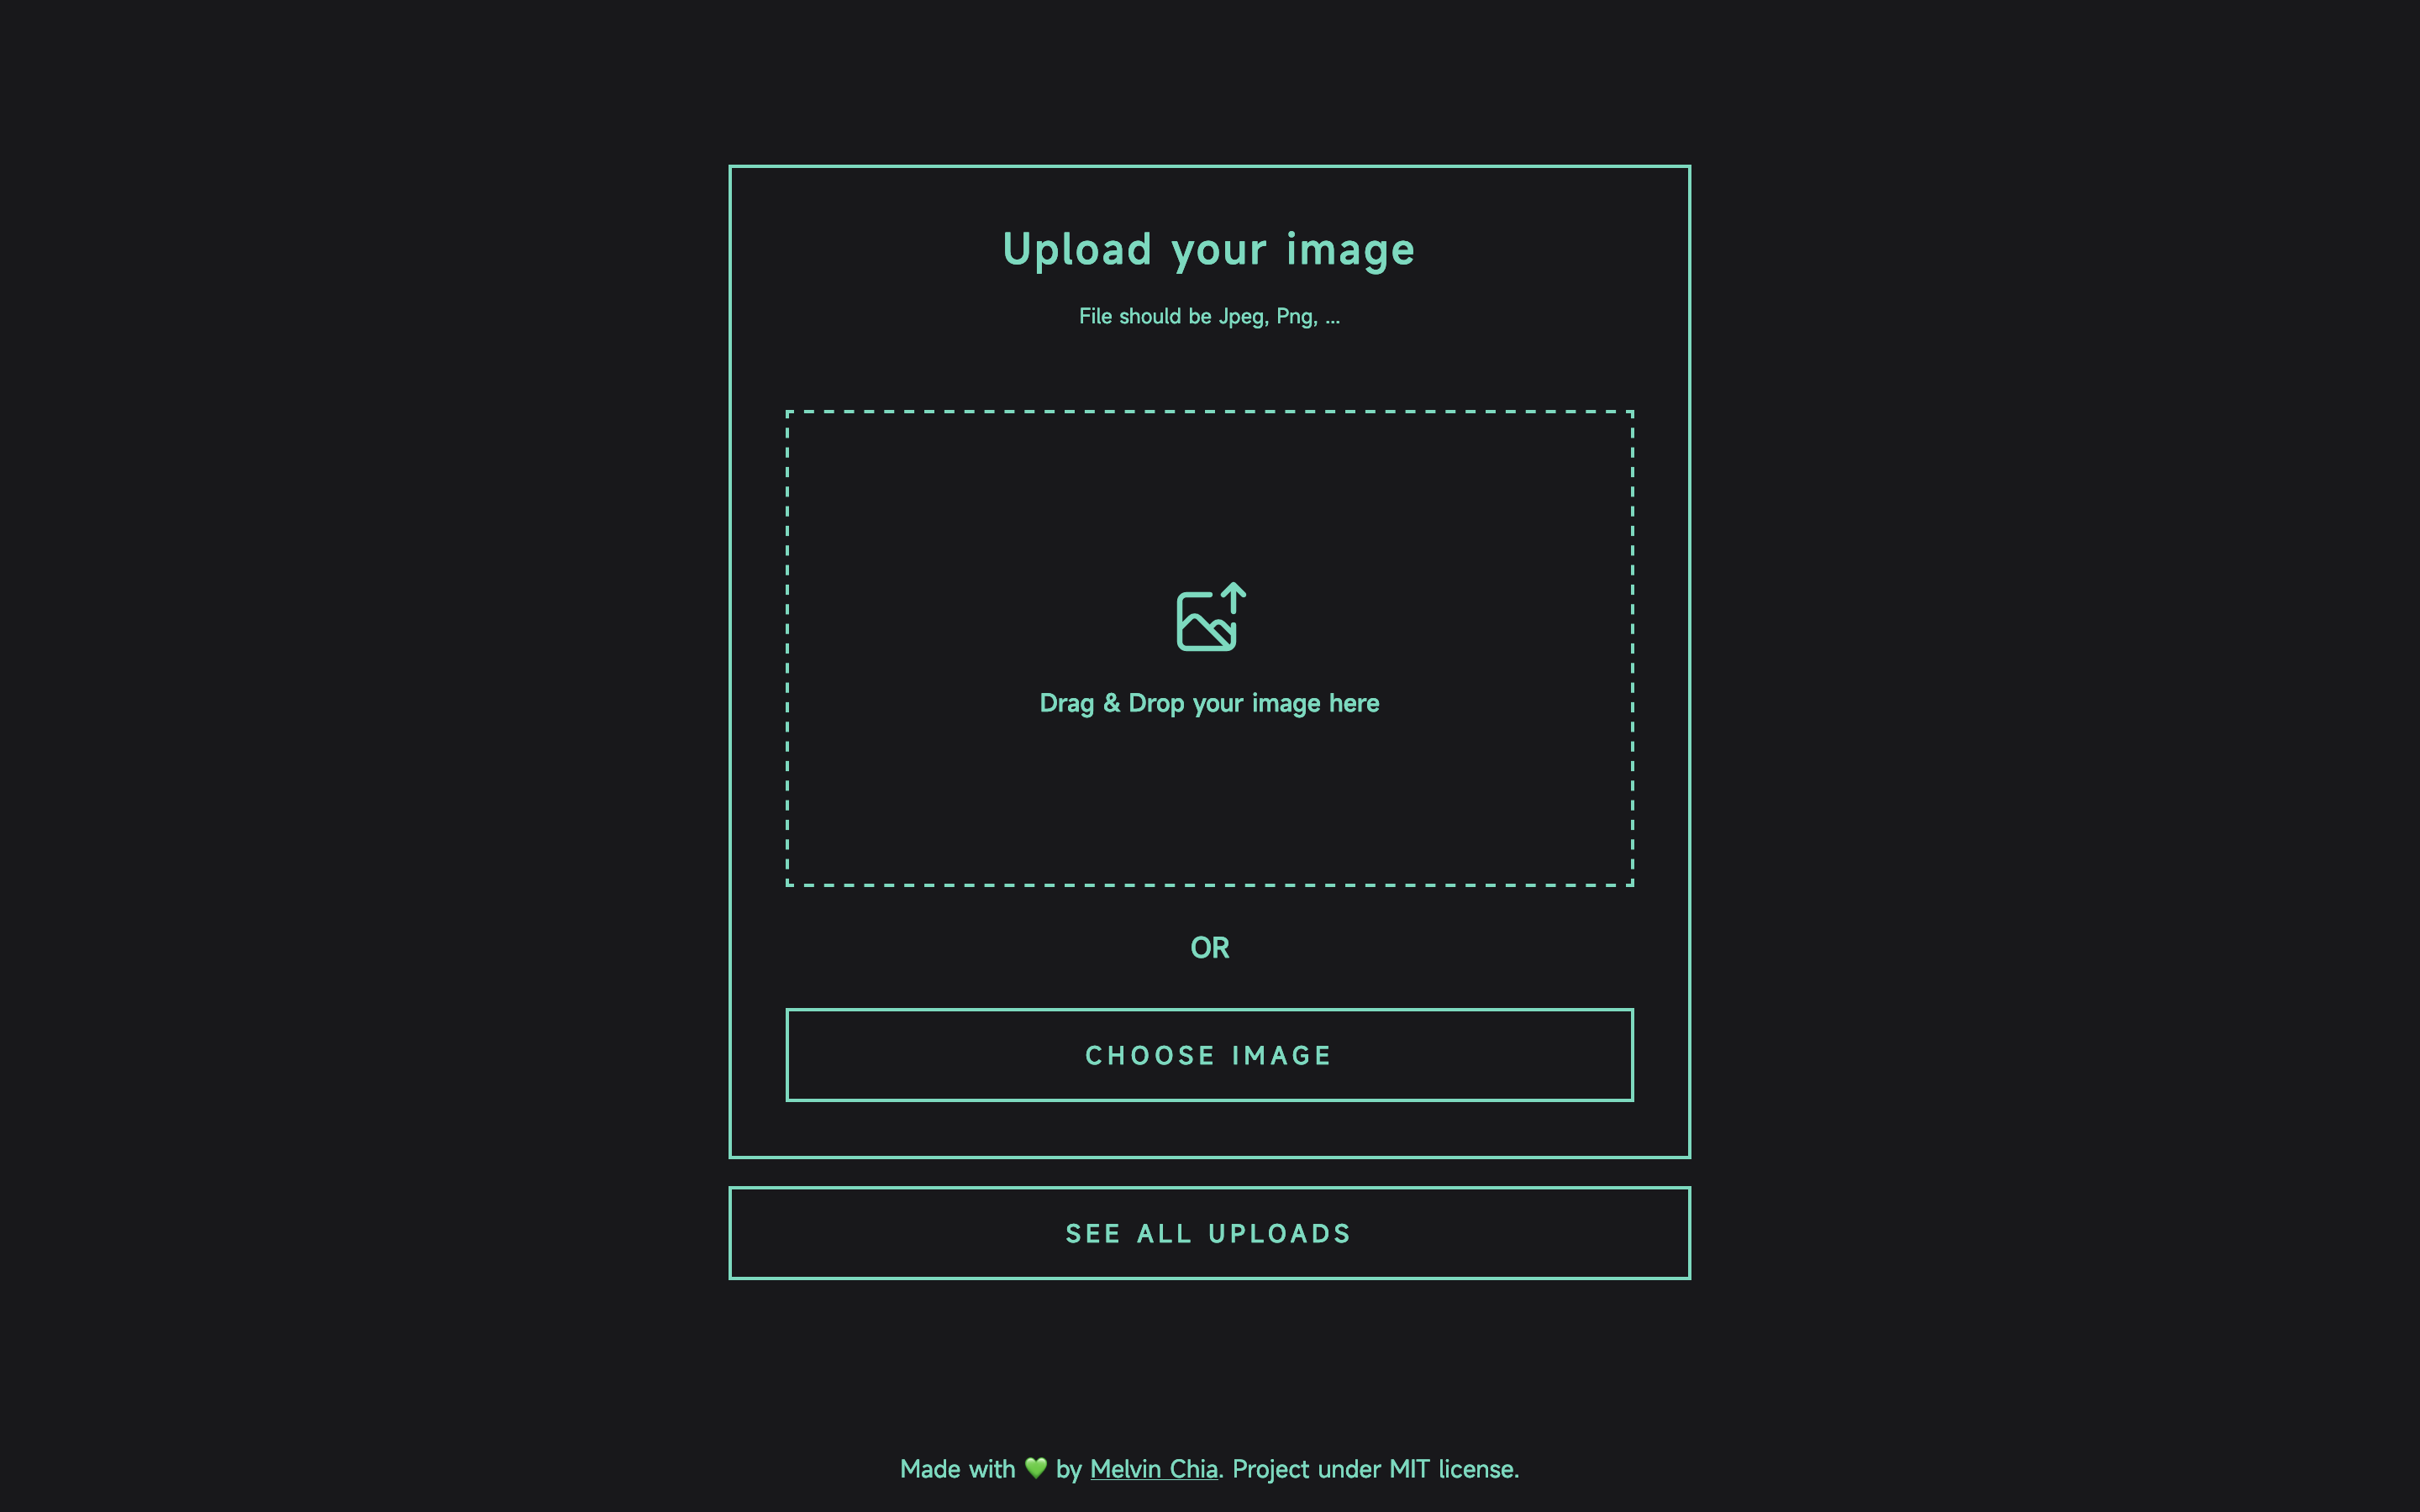 Upload your image
File should be Jpeg, Png, ...
Drag & Drop your image here
OR
CHOOSE IMAGE
SEE ALL UPLOADS
Made with 💚 by Melvin Chia. Project under MIT license.